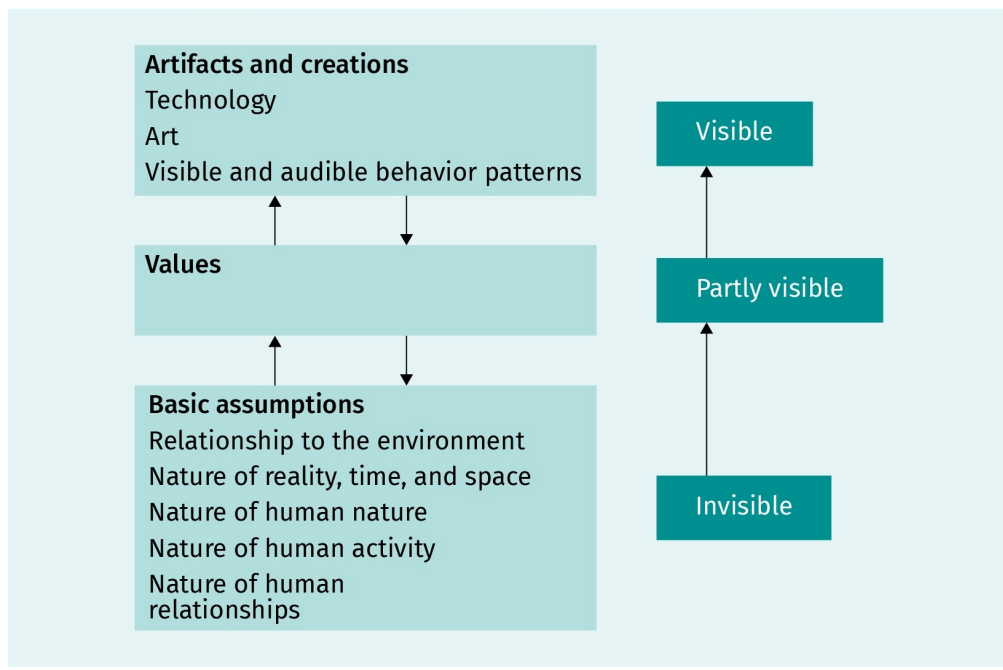 Artifacts and creations
Technology
Art
Visible and audible behavior patterns
Values
Basic assumptions
Relationship to the environment
Nature of reality, time, and space
Nature of human nature
Nature of human activity
Nature of human
relationships
Visible
Partly visible
Invisible